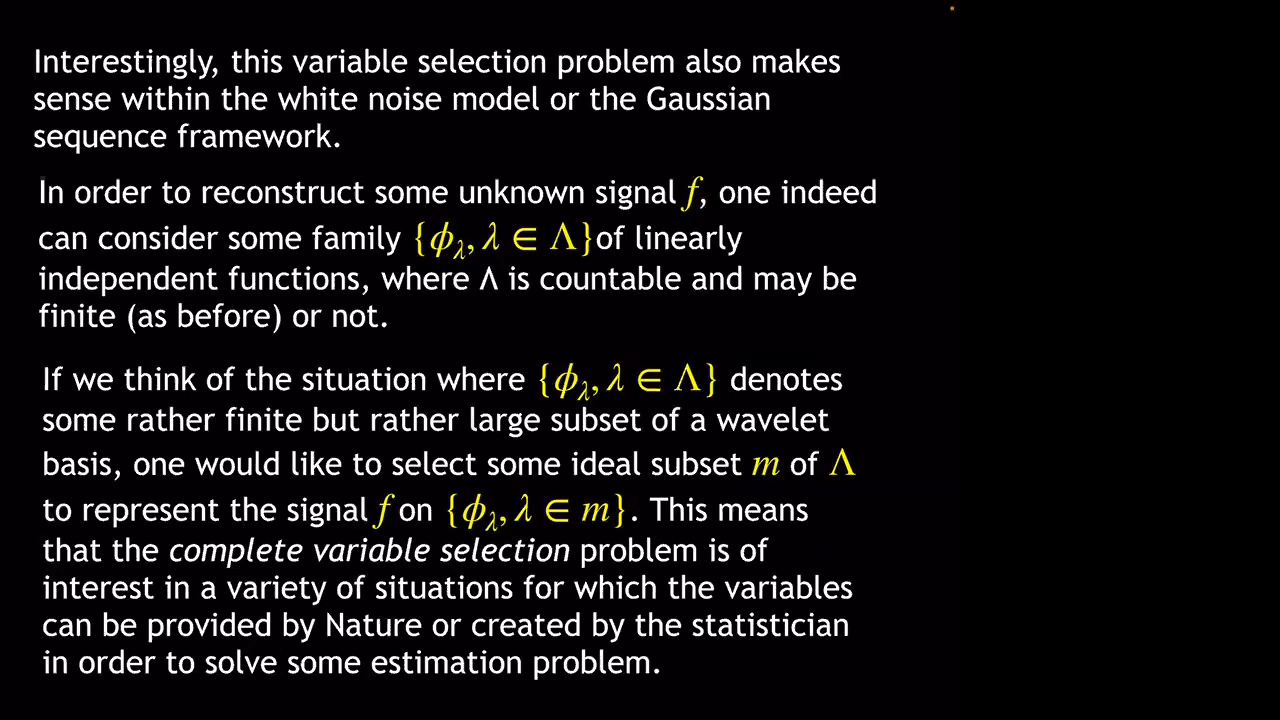 Interestingly, this variable selection problem also makes
sense within the white noise model or the Gaussian
sequence framework.
In order to reconstruct some unknown signal f, one indeed
can consider some family {ϕ_λ, λ ∈ Λ}of linearly
independent functions, where Λ is countable and may be
finite (as before) or not.
If we think of the situation where {ϕ_λ, λ ∈ Λ} denotes
some rather finite but rather large subset of a wavelet
basis, one would like to select some ideal subset m of Λ
to represent the signal f on {ϕ_λ, λ ∈ m}. This means
that the complete variable selection problem is of
interest in a variety of situations for which the variables
can be provided by Nature or created by the statistician
in order to solve some estimation problem.